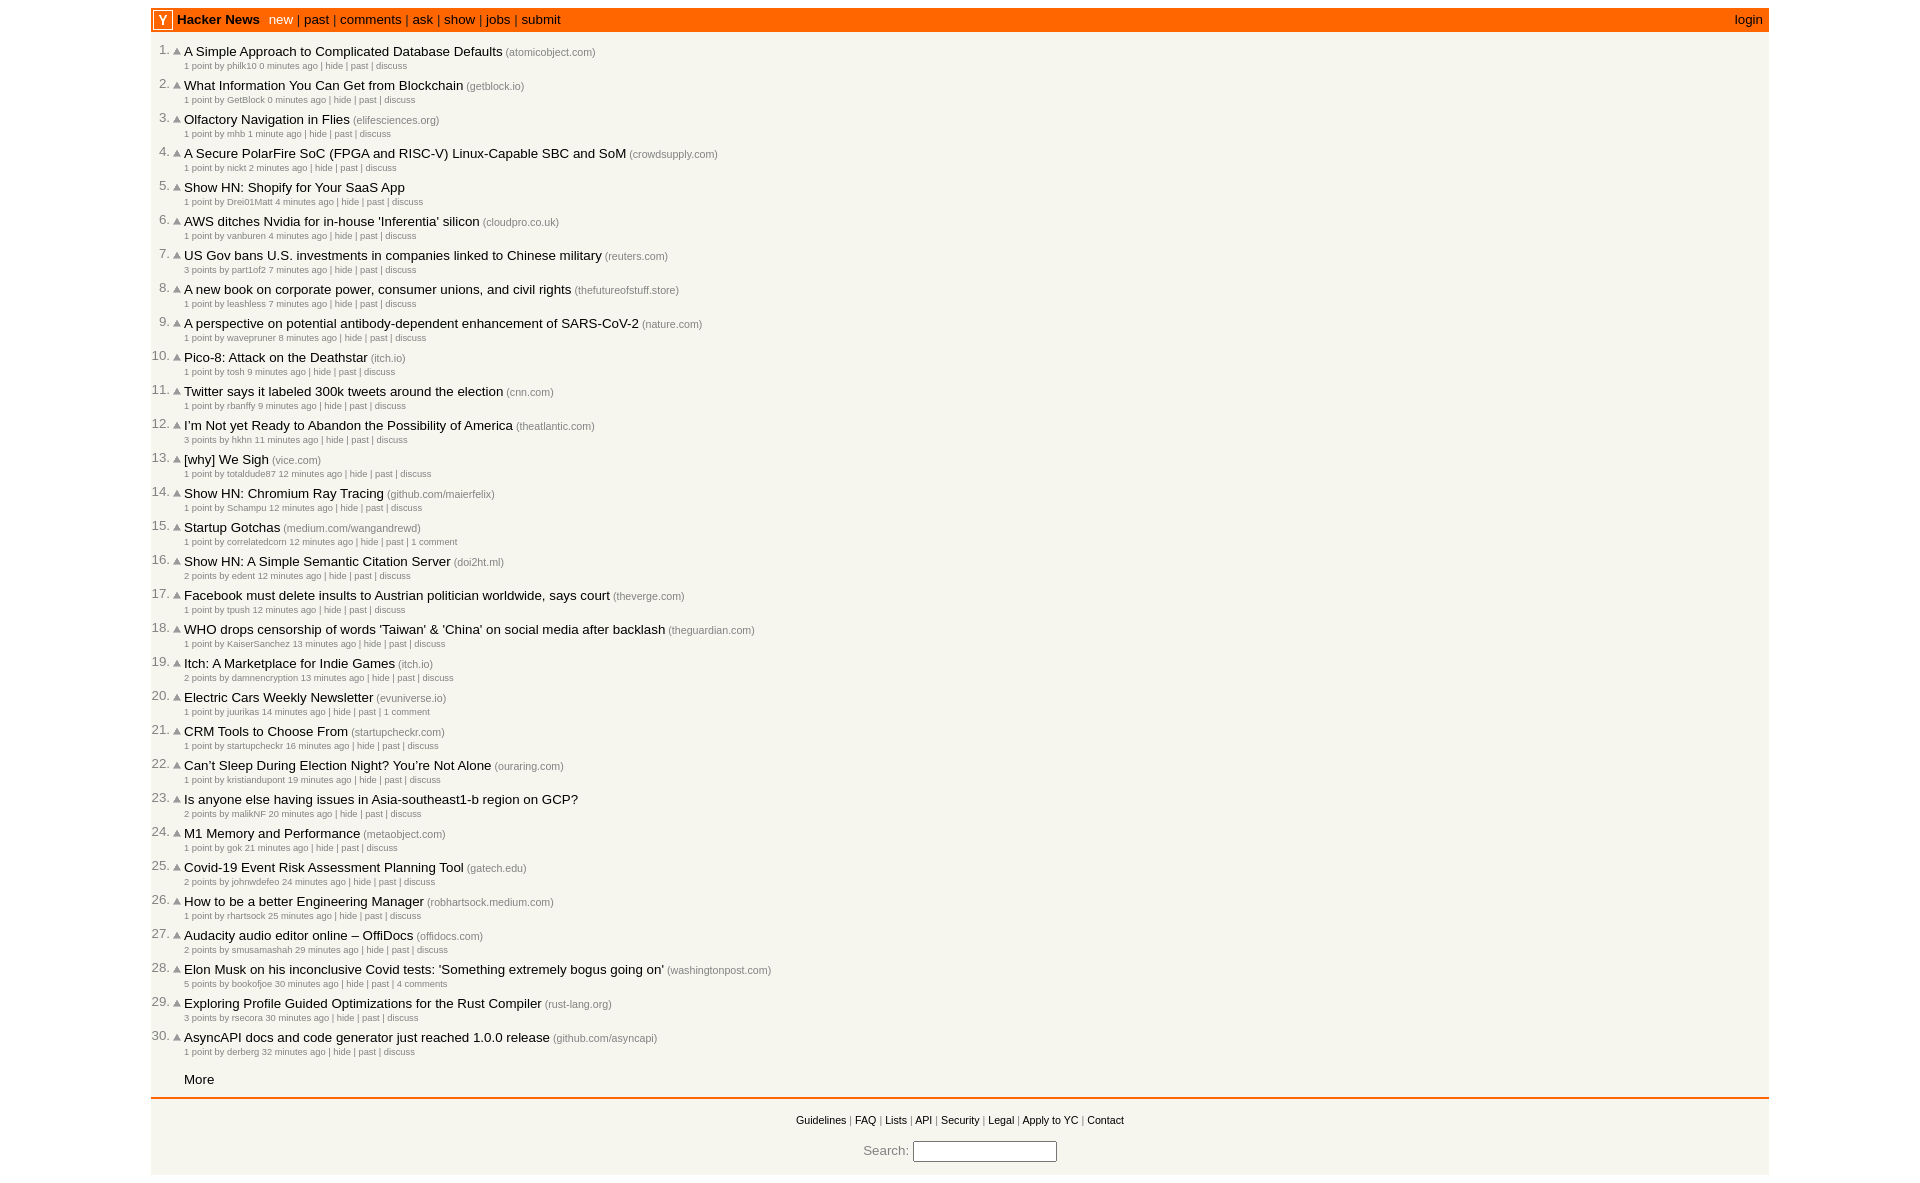 Y Hacker News new | past | comments | ask | show | jobs | submit login
1. A Simple Approach to Complicated Database Defaults (atomicobject.com)
1 point by philk10 0 minutes ago | hide | past | discuss
2. What Information You Can Get from Blockchain (getblock.io)
1 point by GetBlock 0 minutes ago | hide | past | discuss
3. Olfactory Navigation in Flies (elifesciences.org)
1 point by mhb 1 minute ago | hide | past | discuss
4. A Secure PolarFire SoC (FPGA and RISC-V) Linux-Capable SBC and SoM (crowdsupply.com)
1 point by nickt 2 minutes ago | hide | past | discuss
5. Show HN: Shopify for Your SaaS App
1 point by Drei01Matt 4 minutes ago | hide | past | discuss
6. AWS ditches Nvidia for in-house 'Inferentia' silicon (cloudpro.co.uk)
1 point by vanburen 4 minutes ago | hide | past | discuss
7. US Gov bans U.S. investments in companies linked to Chinese military (reuters.com)
3 points by part1of2 7 minutes ago | hide | past | discuss
8. A new book on corporate power, consumer unions, and civil rights (thefutureofstuff.store)
1 point by leashless 7 minutes ago | hide | past | discuss
9. A perspective on potential antibody-dependent enhancement of SARS-CoV-2 (nature.com)
1 point by wavepruner 8 minutes ago | hide | past | discuss
10. Pico-8: Attack on the Deathstar (itch.io)
1 point by tosh 9 minutes ago | hide | past | discuss
11. Twitter says it labeled 300k tweets around the election (cnn.com)
1 point by rbanffy 9 minutes ago | hide | past | discuss
12. I’m Not yet Ready to Abandon the Possibility of America (theatlantic.com)
3 points by hkhn 11 minutes ago | hide | past | discuss
13. [why] We Sigh (vice.com)
1 point by totaldude87 12 minutes ago | hide | past | discuss
14. Show HN: Chromium Ray Tracing (github.com/maierfelix)
1 point by Schampu 12 minutes ago | hide | past | discuss
15. Startup Gotchas (medium.com/wangandrewd)
1 point by correlatedcorn 12 minutes ago | hide | past | 1 comment
16. Show HN: A Simple Semantic Citation Server (doi2ht.ml)
2 points by edent 12 minutes ago | hide | past | discuss
17. Facebook must delete insults to Austrian politician worldwide, says court (theverge.com)
1 point by tpush 12 minutes ago | hide | past | discuss
18. WHO drops censorship of words 'Taiwan' & 'China' on social media after backlash (theguardian.com)
1 point by KaiserSanchez 13 minutes ago | hide | past | discuss
19. Itch: A Marketplace for Indie Games (itch.io)
2 points by damnencryption 13 minutes ago | hide | past | discuss
20. Electric Cars Weekly Newsletter (evuniverse.io)
1 point by juurikas 14 minutes ago | hide | past | 1 comment
21. CRM Tools to Choose From (startupcheckr.com)
1 point by startupcheckr 16 minutes ago | hide | past | discuss
22. Can’t Sleep During Election Night? You’re Not Alone (ouraring.com)
1 point by kristiandupont 19 minutes ago | hide | past | discuss
23. Is anyone else having issues in Asia-southeast1-b region on GCP?
2 points by malikNF 20 minutes ago | hide | past | discuss
24. M1 Memory and Performance (metaobject.com)
1 point by gok 21 minutes ago | hide | past | discuss
25. Covid-19 Event Risk Assessment Planning Tool (gatech.edu)
2 points by johnwdefeo 24 minutes ago | hide | past | discuss
26. How to be a better Engineering Manager (robhartsock.medium.com)
1 point by rhartsock 25 minutes ago | hide | past | discuss
27. Audacity audio editor online – OffiDocs (offidocs.com)
2 points by smusamashah 29 minutes ago | hide | past | discuss
28. Elon Musk on his inconclusive Covid tests: 'Something extremely bogus going on' (washingtonpost.com)
5 points by bookofjoe 30 minutes ago | hide | past | 4 comments
29. Exploring Profile Guided Optimizations for the Rust Compiler (rust-lang.org)
3 points by rsecora 30 minutes ago | hide | past | discuss
30. AsyncAPI docs and code generator just reached 1.0.0 release (github.com/asyncapi)
1 point by derberg 32 minutes ago | hide | past | discuss
More
Guidelines | FAQ | Lists | API | Security | Legal | Apply to YC | Contact
Search: